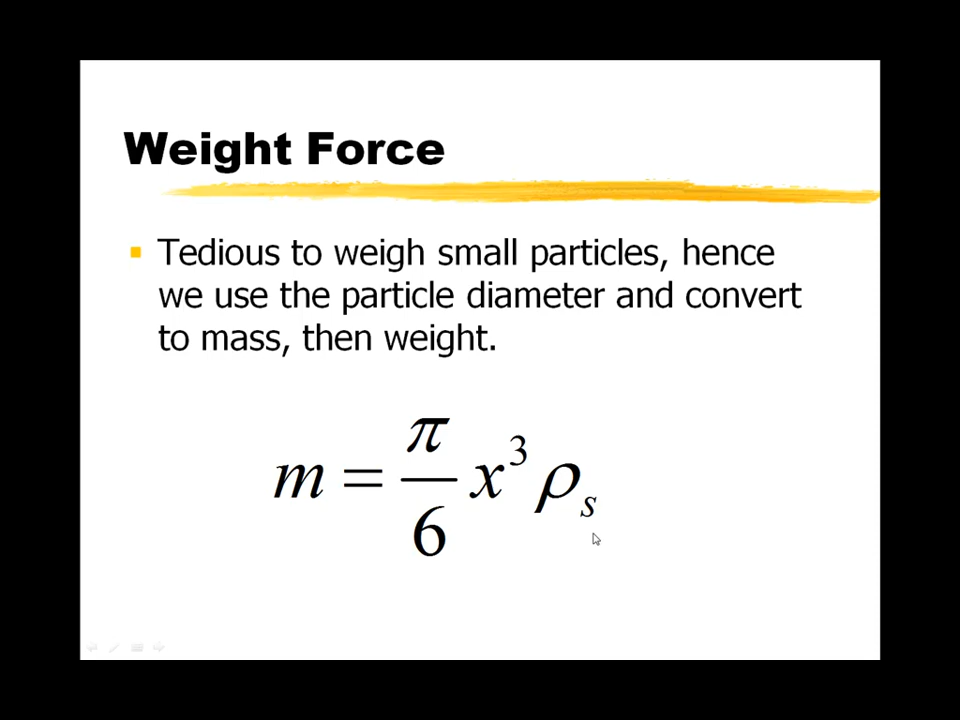 Weight Force
Tedious to weigh small particles, hence
we use the particle diameter and convert
to mass, then weight.
m = π/6 x³ ρₛ